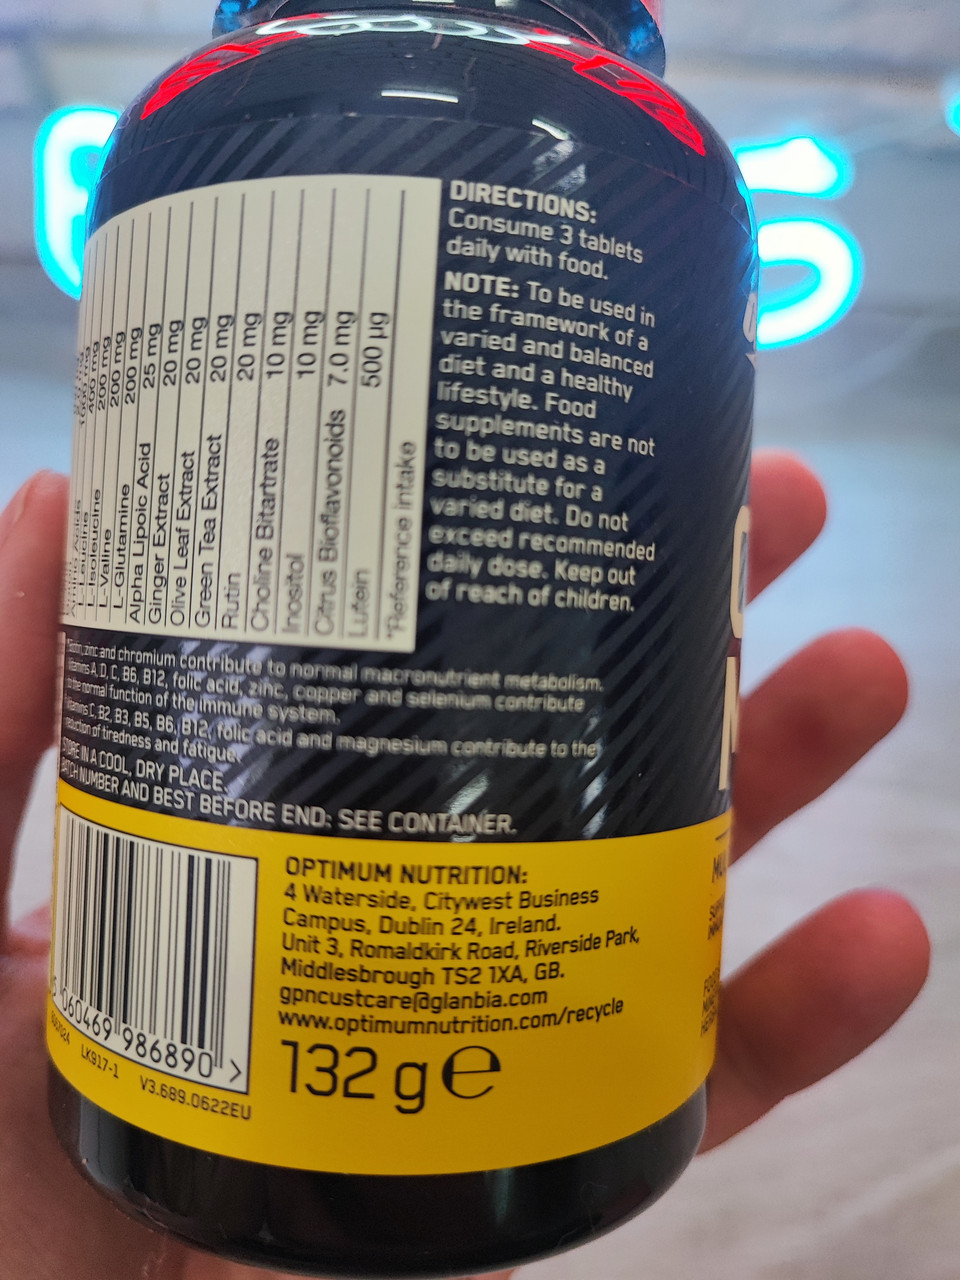 1000 mg
L-Leucine 400 mg
L-Isoleucine 200 mg
L-Valine 200 mg
L-Glutamine 200 mg
Alpha Lipoic Acid 25 mg
Ginger Extract 20 mg
Olive Leaf Extract 20 mg
Green Tea Extract 20 mg
Rutin 20 mg
Choline Bitartrate 10 mg
Inositol 10 mg
Citrus Bioflavonoids 7.0 mg
Lutein 500 µg
*Reference intake
DIRECTIONS:
Consume 3 tablets
daily with food.
NOTE: To be used in
the framework of a
varied and balanced
diet and a healthy
lifestyle. Food
supplements are not
to be used as a
substitute for a
varied diet. Do not
exceed recommended
daily dose. Keep out
of reach of children.
zinc and chromium contribute to normal macronutrient metabolism.
A, D, C, B6, B12, folic acid, zinc, copper and selenium contribute
the normal function of the immune system.
C, B2, B3, B5, B6, B12, folic acid and magnesium contribute to the
reduction of tiredness and fatigue.
STORE IN A COOL, DRY PLACE.
BATCH NUMBER AND BEST BEFORE END: SEE CONTAINER.
OPTIMUM NUTRITION:
4 Waterside, Citywest Business
Campus, Dublin 24, Ireland.
Unit 3, Romaldkirk Road, Riverside Park,
Middlesbrough TS2 1XA, GB.
gpncustcare@glanbia.com
www.optimumnutrition.com/recycle
132 g e
5 060469 986890 >
LK917-1 V3.689.0622EU